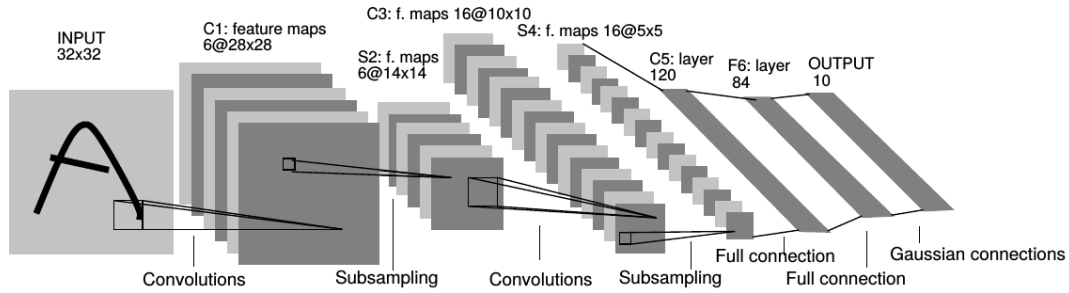 INPUT
32x32
C1: feature maps
6@28x28
S2: f. maps
6@14x14
C3: f. maps 16@10x10
S4: f. maps 16@5x5
C5: layer
120
F6: layer
84
OUTPUT
10
Convolutions
Subsampling
Convolutions
Subsampling
Full connection
Full connection
Gaussian connections